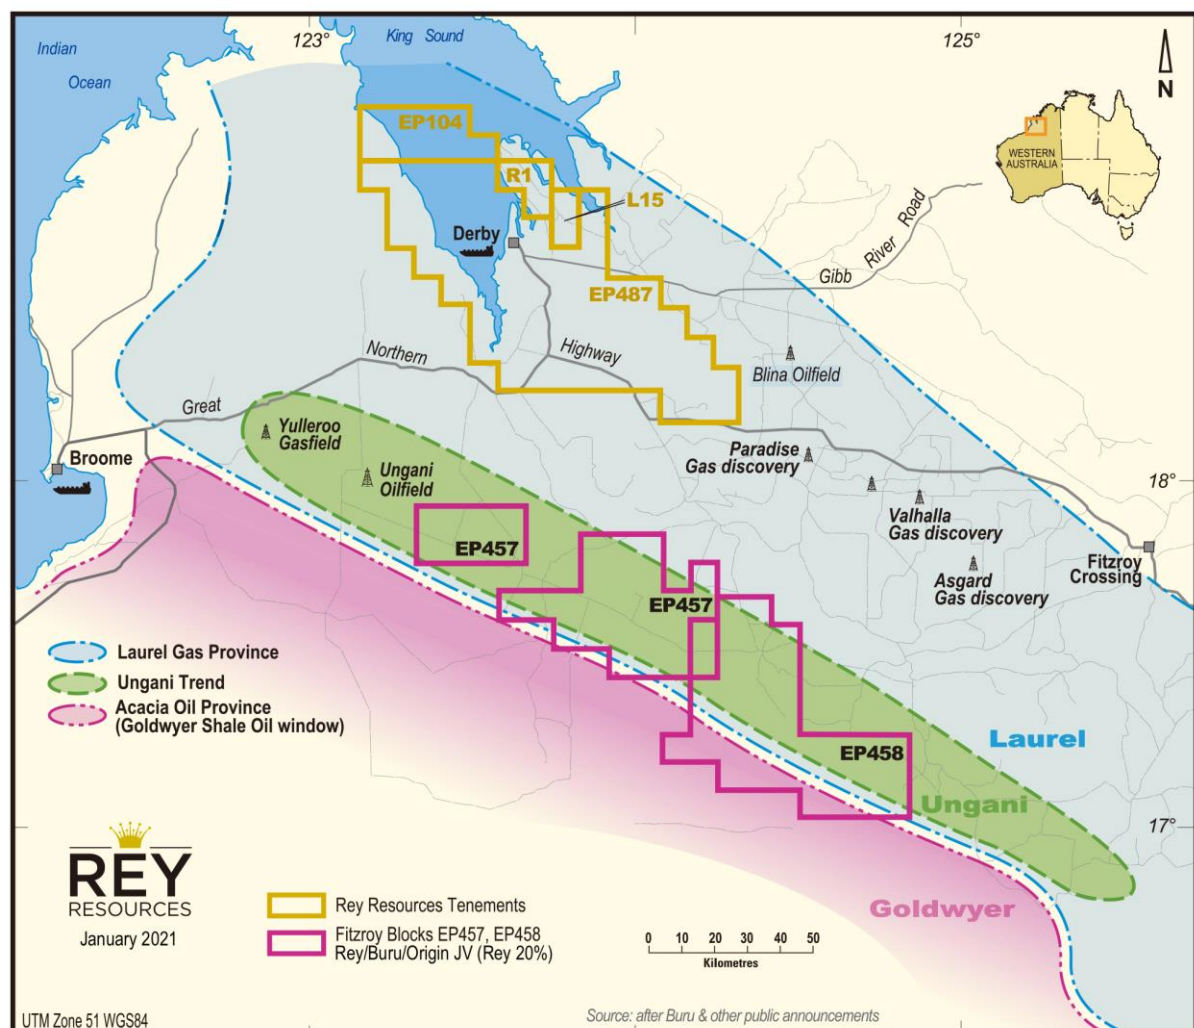 123°
King Sound
125°
Indian
Ocean
N
EP104
WESTERN
AUSTRALIA
R1
L15
Derby
Gibb River Road
EP487
Northern
Highway
Blina Oilfield
Great
Yulleroo
Gasfield
Broome
Ungani
Oilfield
Paradise
Gas discovery
18°
Valhalla
Gas discovery
EP457
Fitzroy
Crossing
Asgard
Gas discovery
EP457
Laurel Gas Province
Ungani Trend
Acacia Oil Province
(Goldwyer Shale Oil window)
Laurel
EP458
Ungani
17°
REY
RESOURCES
January 2021
Goldwyer
Rey Resources Tenements
Fitzroy Blocks EP457, EP458
Rey/Buru/Origin JV (Rey 20%)
0 10 20 30 40 50
Kilometres
UTM Zone 51 WGS84
Source: after Buru & other public announcements